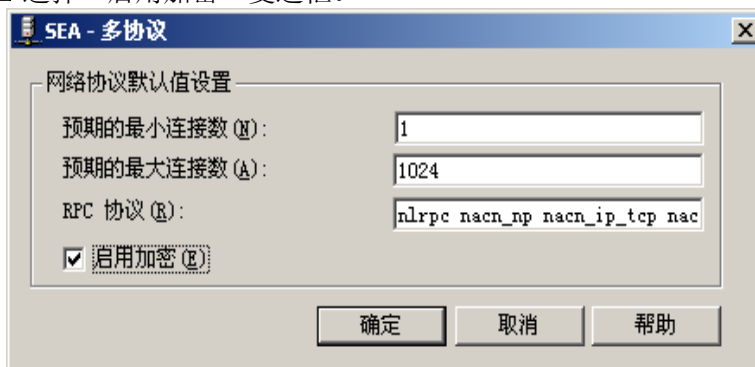 SEA - 多协议
网络协议默认值设置
预期的最小连接数(N):
1
预期的最大连接数(A):
1024
RPC 协议(R):
nlrpc nacn_np nacn_ip_tcp nac
启用加密(E)
确定
取消
帮助